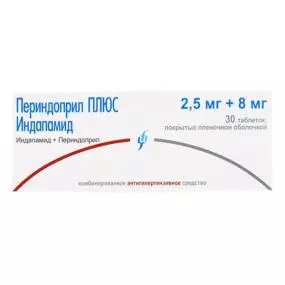 Периндоприл ПЛЮС
Индапамид
Индапамид + Периндоприл
2,5 мг + 8 мг
30 таблеток,
покрытых пленочной оболочкой
комбинированное антигипертензивное средство